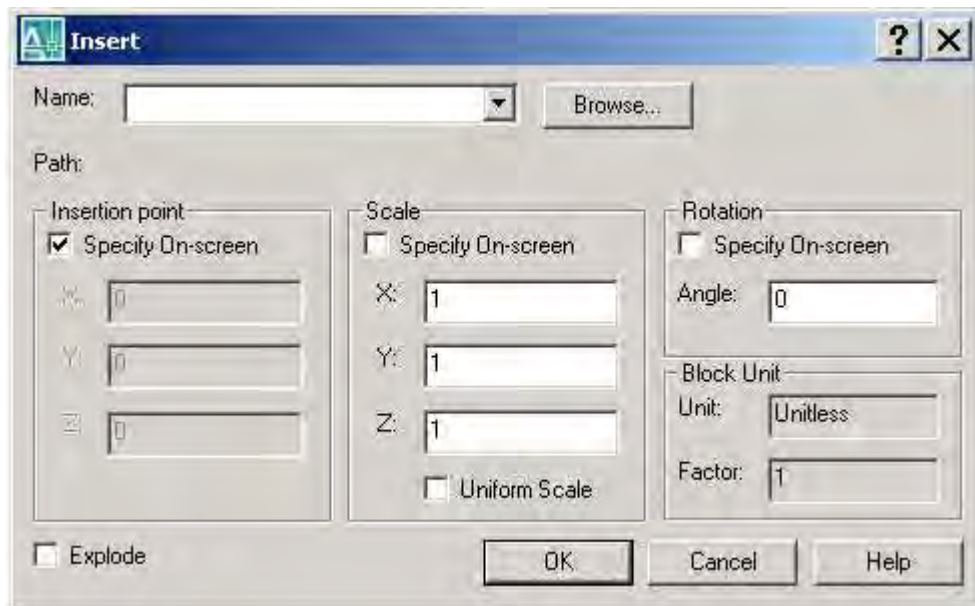 Insert
Name:
Browse...
Path:
Insertion point
Specify On-screen
X: 0
Y: 0
Z: 0
Scale
Specify On-screen
X: 1
Y: 1
Z: 1
Uniform Scale
Rotation
Specify On-screen
Angle: 0
Block Unit
Unit: Unitless
Factor: 1
Explode
OK
Cancel
Help